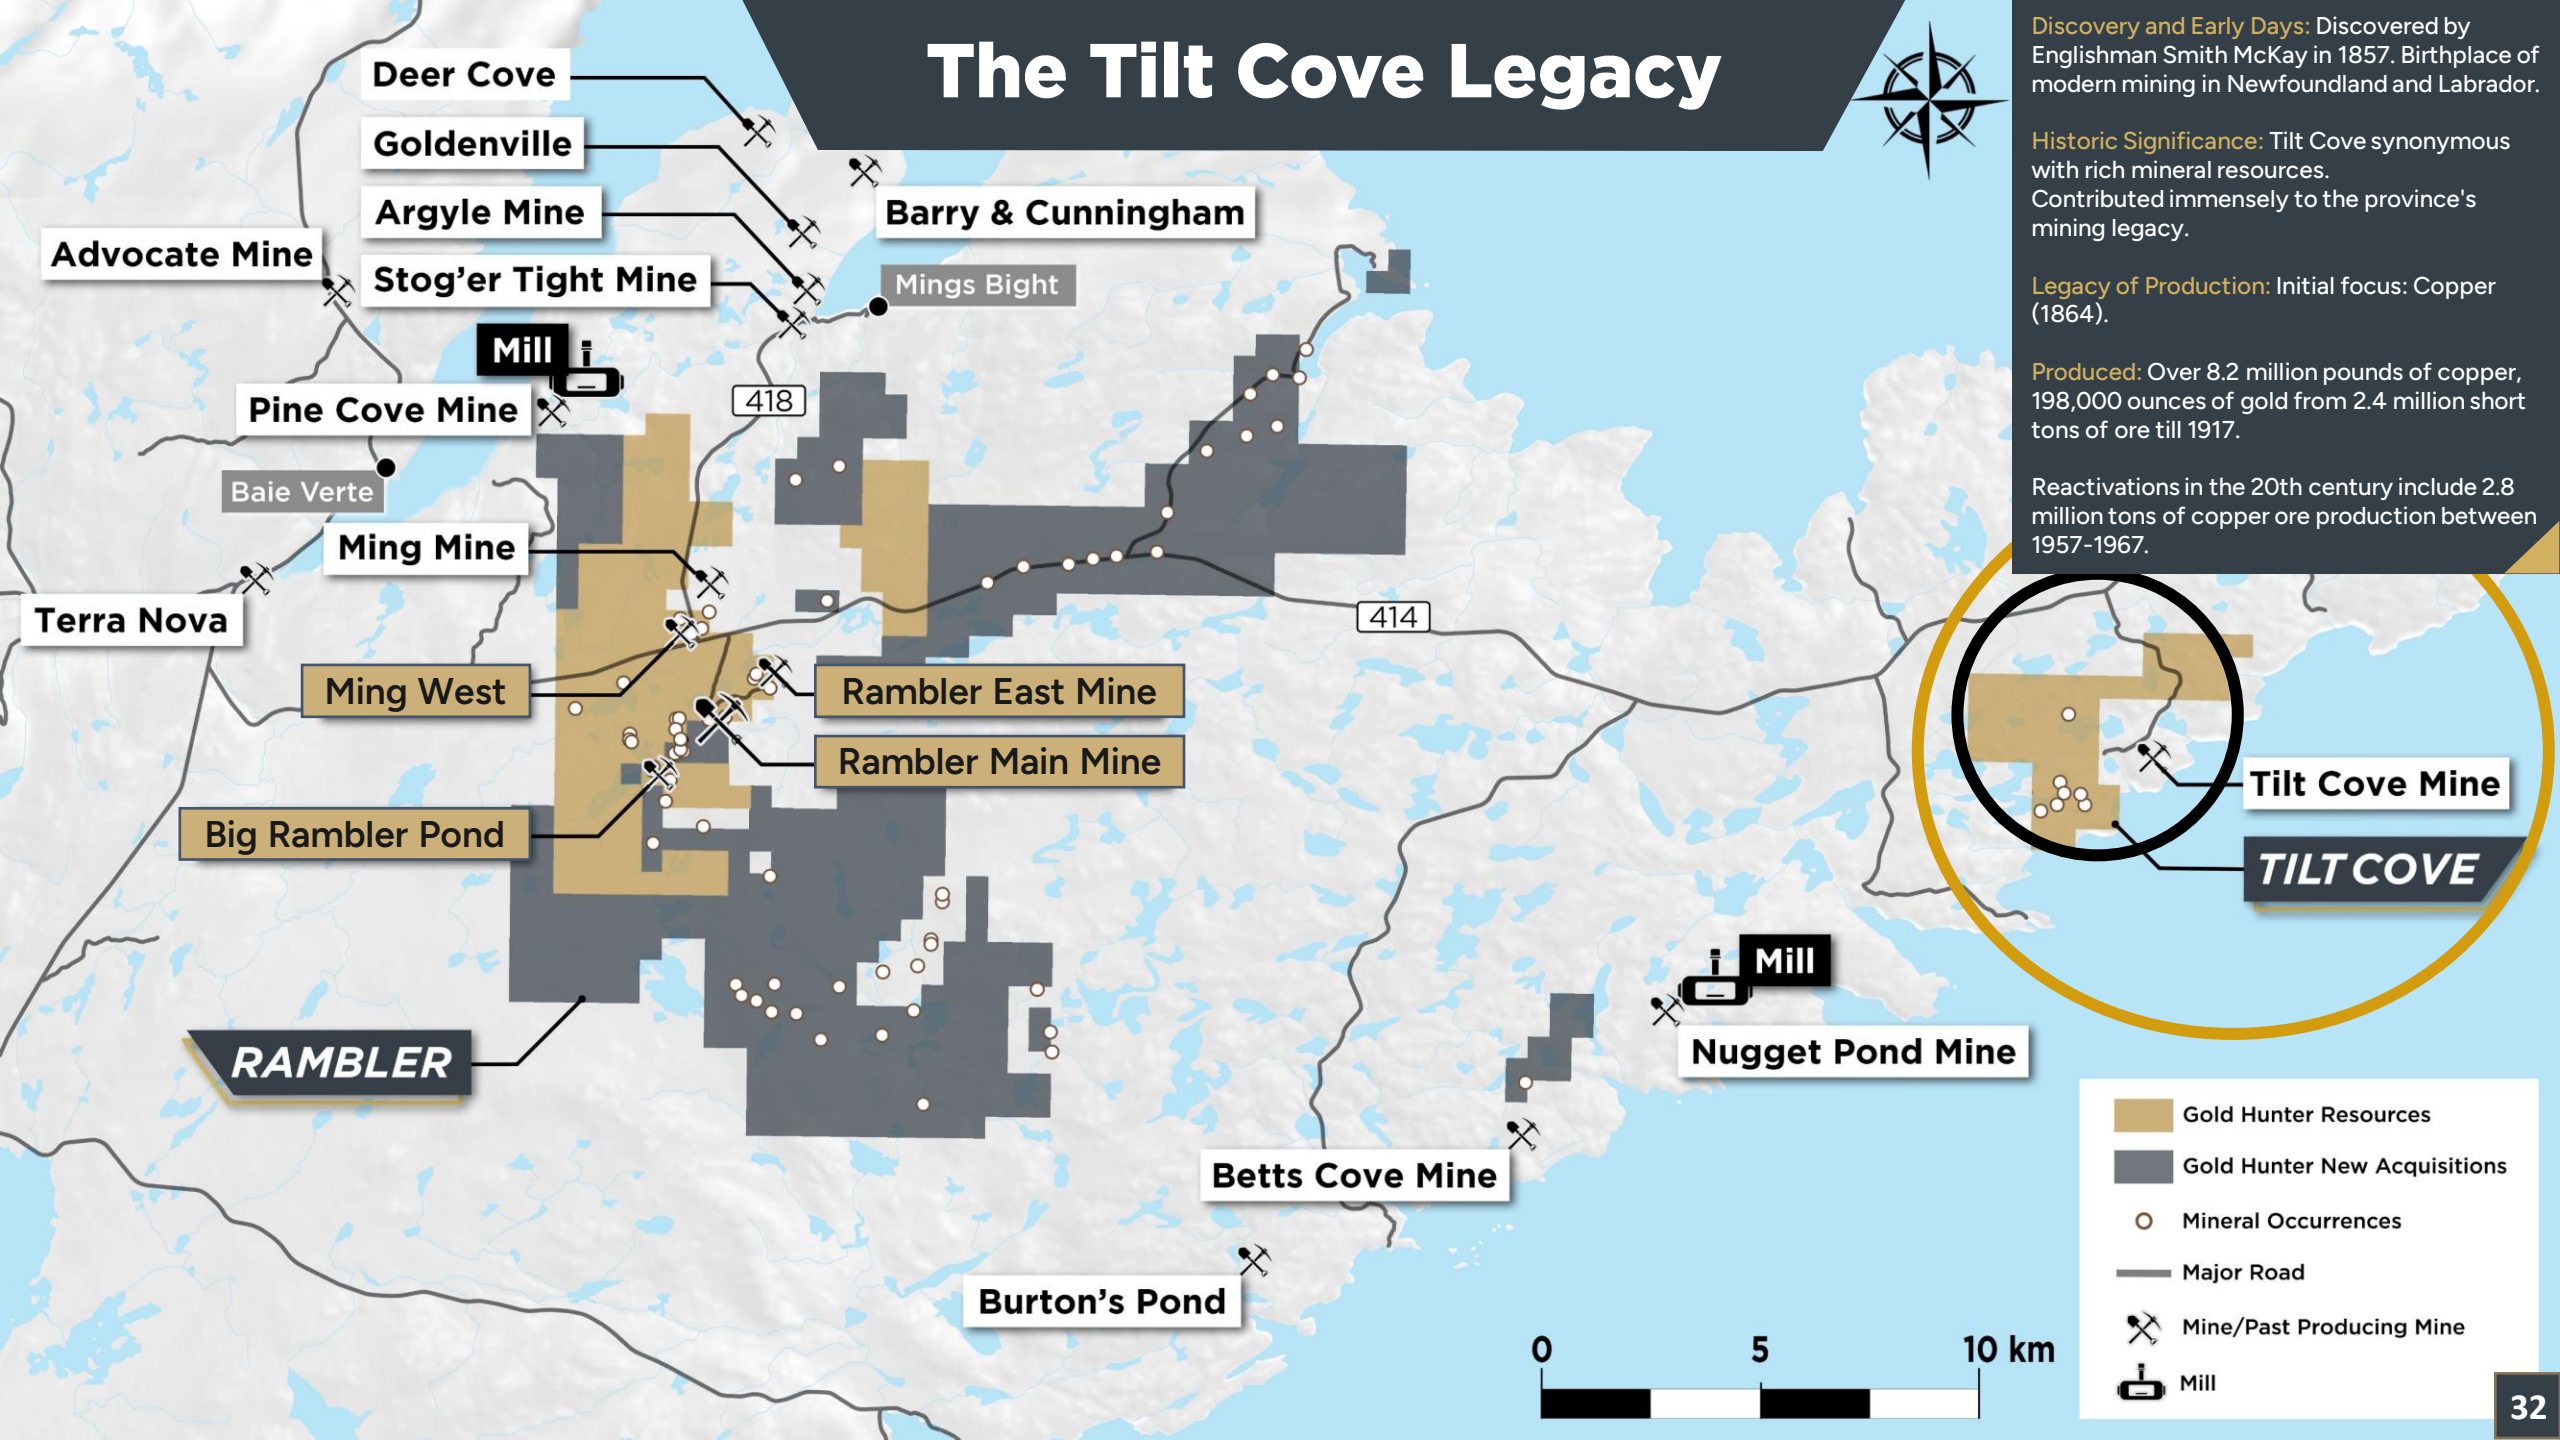 The Tilt Cove Legacy
Discovery and Early Days: Discovered by
Englishman Smith McKay in 1857. Birthplace of
modern mining in Newfoundland and Labrador.
Historic Significance: Tilt Cove synonymous
with rich mineral resources.
Contributed immensely to the province's
mining legacy.
Legacy of Production: Initial focus: Copper
(1864).
Produced: Over 8.2 million pounds of copper,
198,000 ounces of gold from 2.4 million short
tons of ore till 1917.
Reactivations in the 20th century include 2.8
million tons of copper ore production between
1957-1967.
Deer Cove
Goldenville
Argyle Mine
Barry & Cunningham
Advocate Mine
Stog'er Tight Mine
Mings Bight
Mill
418
Pine Cove Mine
Baie Verte
Ming Mine
Terra Nova
414
Ming West
Rambler East Mine
Rambler Main Mine
Big Rambler Pond
Tilt Cove Mine
TILT COVE
RAMBLER
Mill
Nugget Pond Mine
Betts Cove Mine
Burton's Pond
0 5 10 km
Gold Hunter Resources
Gold Hunter New Acquisitions
Mineral Occurrences
Major Road
Mine/Past Producing Mine
Mill
32